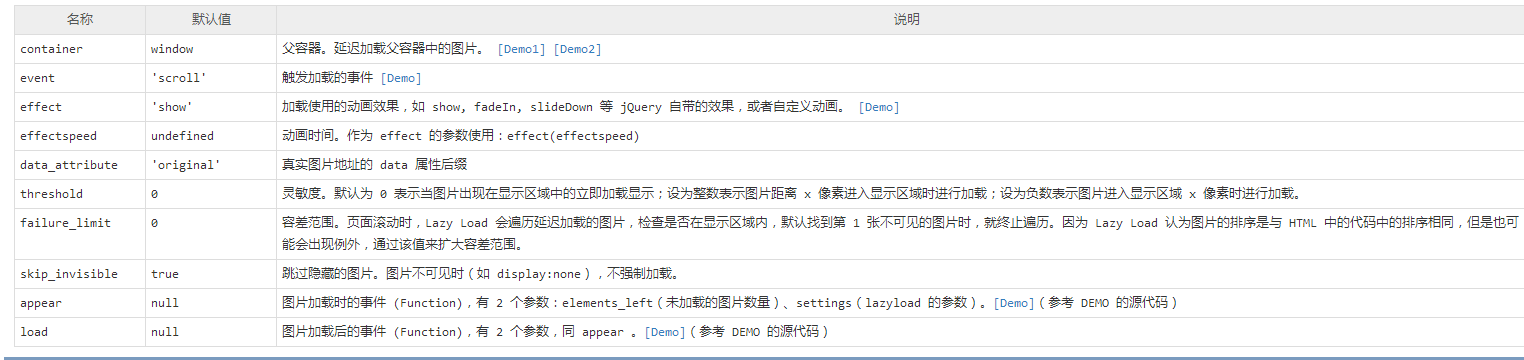 名称 默认值 说明
container window 父容器。延迟加载父容器中的图片。 [Demo1] [Demo2]
event 'scroll' 触发加载的事件 [Demo]
effect 'show' 加载使用的动画效果，如 show, fadeIn, slideDown 等 jQuery 自带的效果，或者自定义动画。 [Demo]
effectspeed undefined 动画时间。作为 effect 的参数使用：effect(effectspeed)
data_attribute 'original' 真实图片地址的 data 属性后缀
threshold 0 灵敏度。默认为 0 表示当图片出现在显示区域中的立即加载显示；设为整数表示图片距离 x 像素进入显示区域时进行加载；设为负数表示图片进入显示区域 x 像素时进行加载。
failure_limit 0 容差范围。页面滚动时，Lazy Load 会遍历延迟加载的图片，检查是否在显示区域内，默认找到第 1 张不可见的图片时，就终止遍历。因为 Lazy Load 认为图片的排序是与 HTML 中的代码中的排序相同，但是也可
能会出现例外，通过该值来扩大容差范围。
skip_invisible true 跳过隐藏的图片。图片不可见时（如 display:none），不强制加载。
appear null 图片加载时的事件 (Function)，有 2 个参数：elements_left（未加载的图片数量）、settings（lazyload 的参数）。[Demo]（参考 DEMO 的源代码）
load null 图片加载后的事件 (Function)，有 2 个参数，同 appear 。[Demo]（参考 DEMO 的源代码）